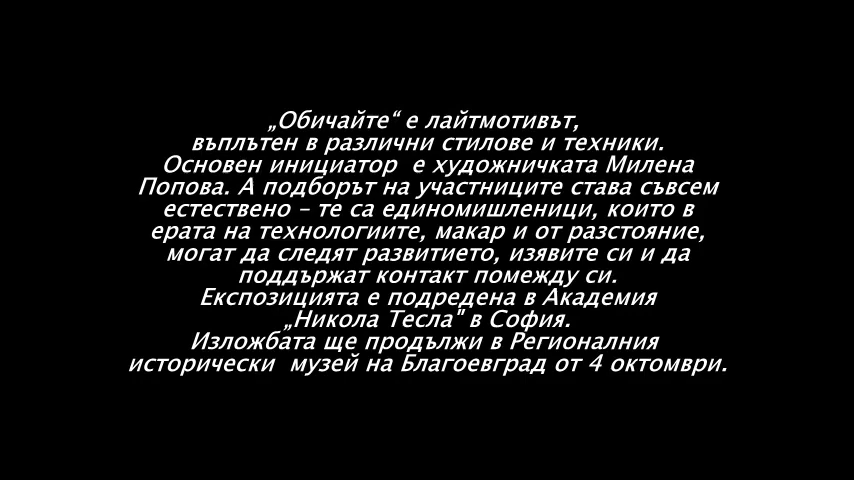 „Обичайте“ е лайтмотивът,
въплътен в различни стилове и техники.
Основен инициатор  е художничката Милена
Попова. А подборът на участниците става съвсем
естествено – те са единомишленици, които в
ерата на технологиите, макар и от разстояние,
могат да следят развитието, изявите си и да
поддържат контакт помежду си.
Експозицията е подредена в Академия
„Никола Тесла" в София.
Изложбата ще продължи в Регионалния
исторически  музей на Благоевград от 4 октомври.